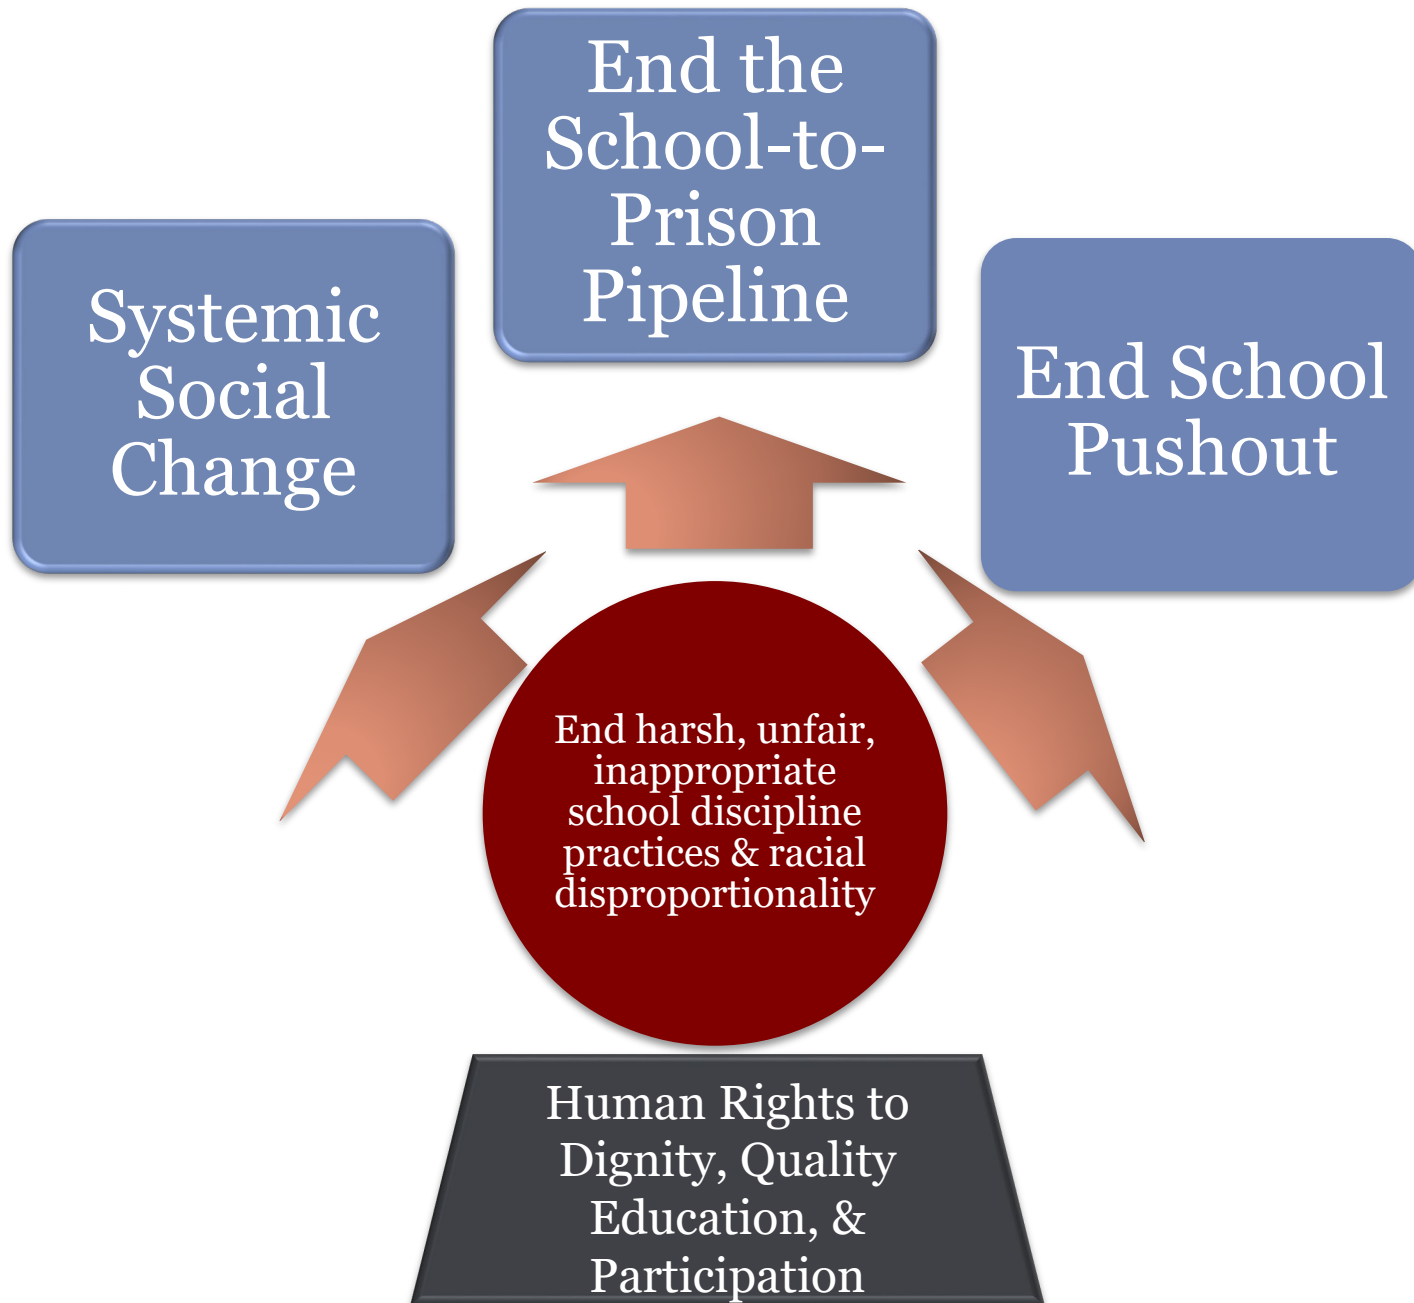 End the
School-to-
Prison
Pipeline
Systemic
Social
Change
End School
Pushout
End harsh, unfair,
inappropriate
school discipline
practices & racial
disproportionality
Human Rights to
Dignity, Quality
Education, &
Participation